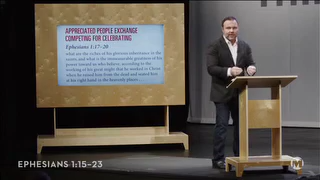 APPRECIATED PEOPLE EXCHANGE
COMPETING FOR CELEBRATING
Ephesians 1:17–20
what are the riches of his glorious inheritance in the
saints, and what is the immeasurable greatness of his
power toward us who believe, according to the
working of his great might that he worked in Christ
when he raised him from the dead and seated him
at his right hand in the heavenly places...
EPHESIANS 1:15–23
M